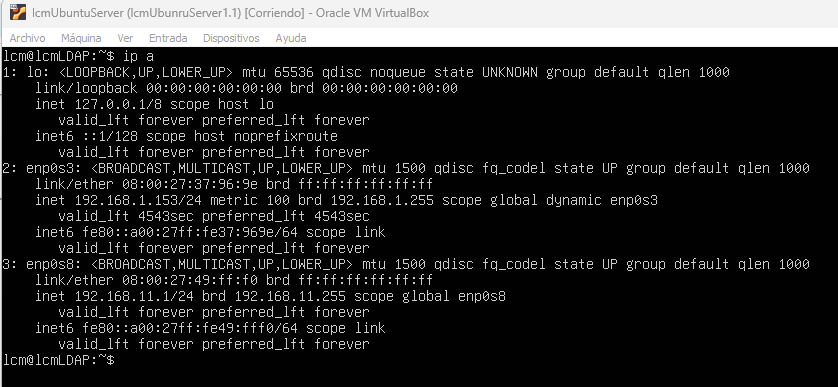 lcmUbuntuServer (lcmUbunruServer1.1) [Corriendo] - Oracle VM VirtualBox
Archivo Máquina Ver Entrada Dispositivos Ayuda
lcm@lcmLDAP:~$ ip a
1: lo: <LOOPBACK,UP,LOWER_UP> mtu 65536 qdisc noqueue state UNKNOWN group default qlen 1000
    link/loopback 00:00:00:00:00:00 brd 00:00:00:00:00:00
    inet 127.0.0.1/8 scope host lo
       valid_lft forever preferred_lft forever
    inet6 ::1/128 scope host noprefixroute
       valid_lft forever preferred_lft forever
2: enp0s3: <BROADCAST,MULTICAST,UP,LOWER_UP> mtu 1500 qdisc fq_codel state UP group default qlen 1000
    link/ether 08:00:27:37:96:9e brd ff:ff:ff:ff:ff:ff
    inet 192.168.1.153/24 metric 100 brd 192.168.1.255 scope global dynamic enp0s3
       valid_lft 4543sec preferred_lft 4543sec
    inet6 fe80::a00:27ff:fe37:969e/64 scope link
       valid_lft forever preferred_lft forever
3: enp0s8: <BROADCAST,MULTICAST,UP,LOWER_UP> mtu 1500 qdisc fq_codel state UP group default qlen 1000
    link/ether 08:00:27:49:ff:f0 brd ff:ff:ff:ff:ff:ff
    inet 192.168.11.1/24 brd 192.168.11.255 scope global enp0s8
       valid_lft forever preferred_lft forever
    inet6 fe80::a00:27ff:fe49:fff0/64 scope link
       valid_lft forever preferred_lft forever
lcm@lcmLDAP:~$